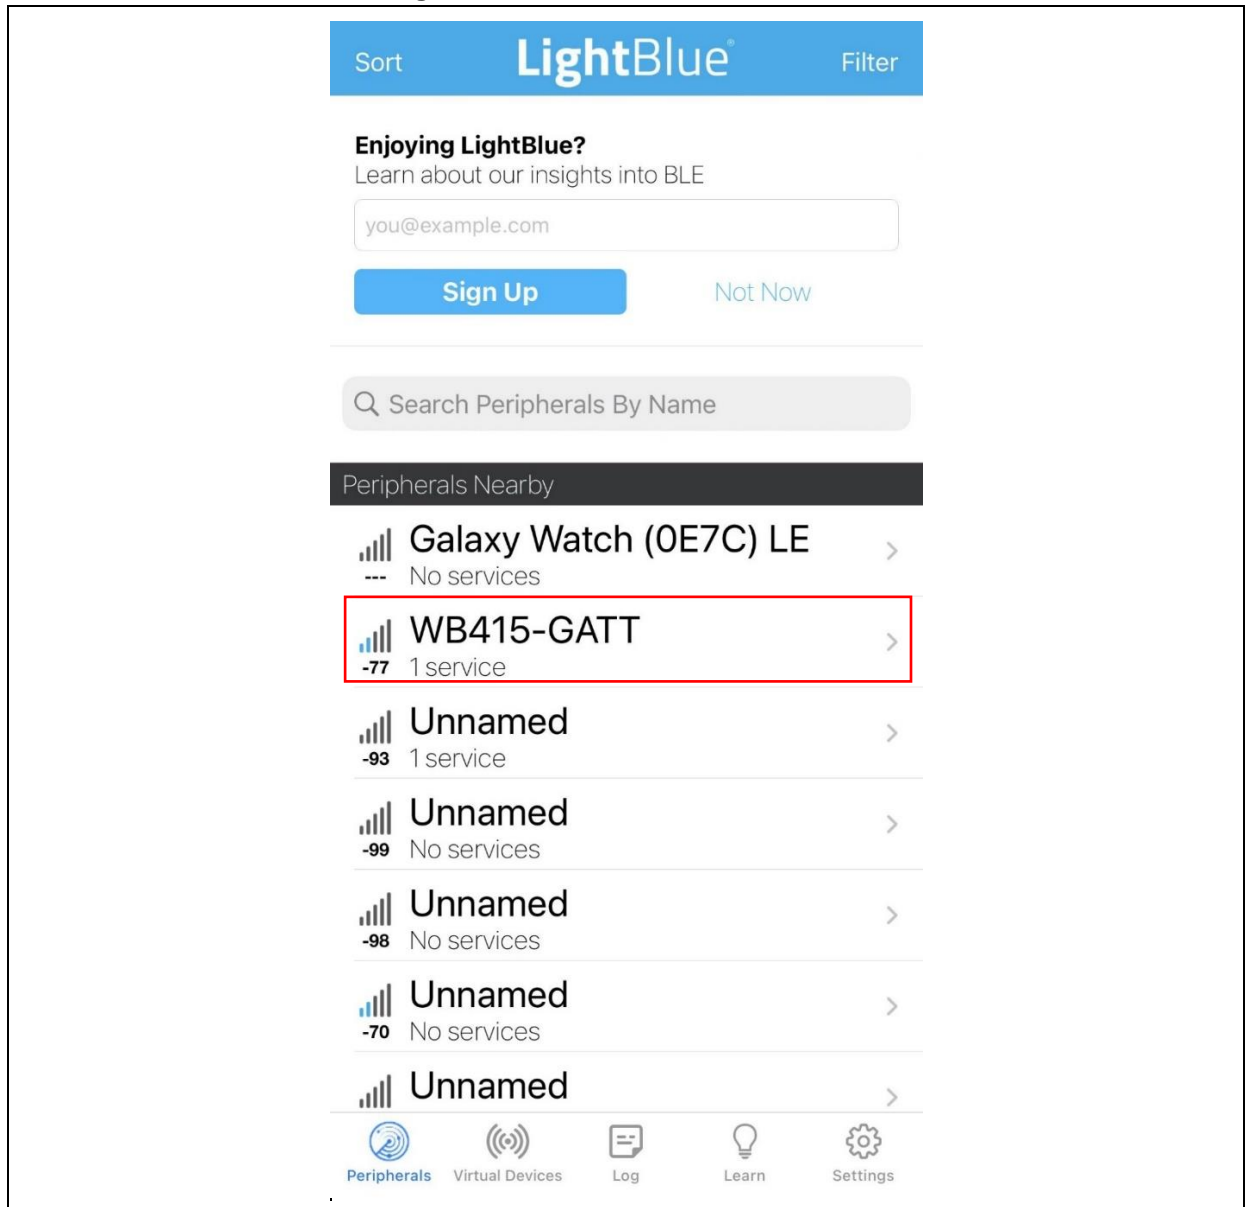 Sort LightBlue® Filter
Enjoying LightBlue?
Learn about our insights into BLE
you@example.com
Sign Up Not Now
Search Peripherals By Name
Peripherals Nearby
Galaxy Watch (0E7C) LE
--- No services
WB415-GATT
-77 1 service
Unnamed
-93 1 service
Unnamed
-99 No services
Unnamed
-98 No services
Unnamed
-70 No services
Unnamed
Peripherals Virtual Devices Log Learn Settings